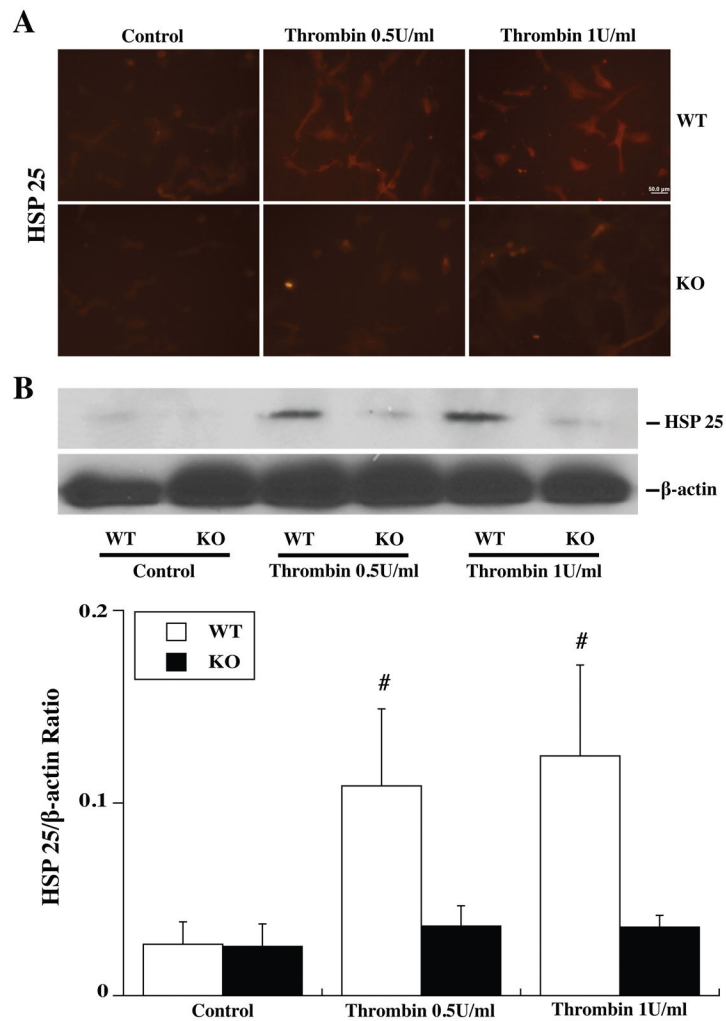 A
Control Thrombin 0.5U/ml Thrombin 1U/ml
HSP 25
WT
50.0 µm
KO
B
HSP 25
β-actin
WT KO WT KO WT KO
Control Thrombin 0.5U/ml Thrombin 1U/ml
0.2
WT
KO
#
#
HSP 25/β-actin Ratio
0.1
0
Control Thrombin 0.5U/ml Thrombin 1U/ml